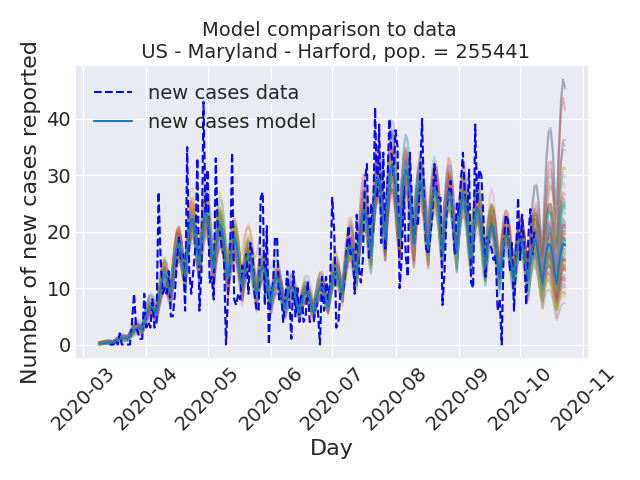 Model comparison to data
US - Maryland - Harford, pop. = 255441
Number of new cases reported
40
30
20
10
0
new cases data
new cases model
2020-03
2020-04
2020-05
2020-06
2020-07
2020-08
2020-09
2020-10
2020-11
Day